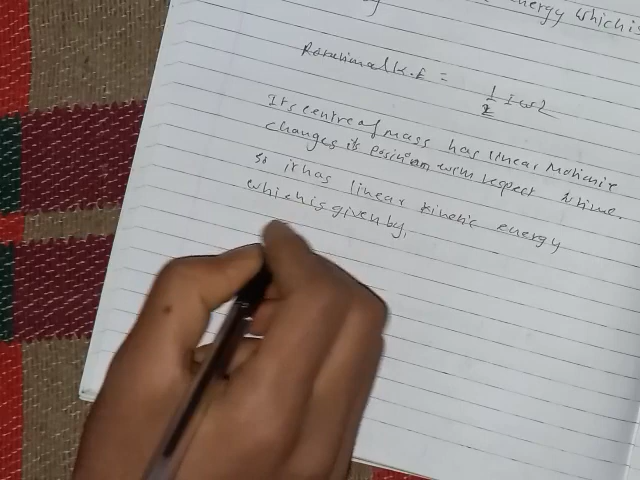 energy which is
Rotational K.E = 1/2 Iω2
Its centre of mass has linear Motion i.e
changes its position with respect to time.
so it has linear kinetic energy
which is given by,